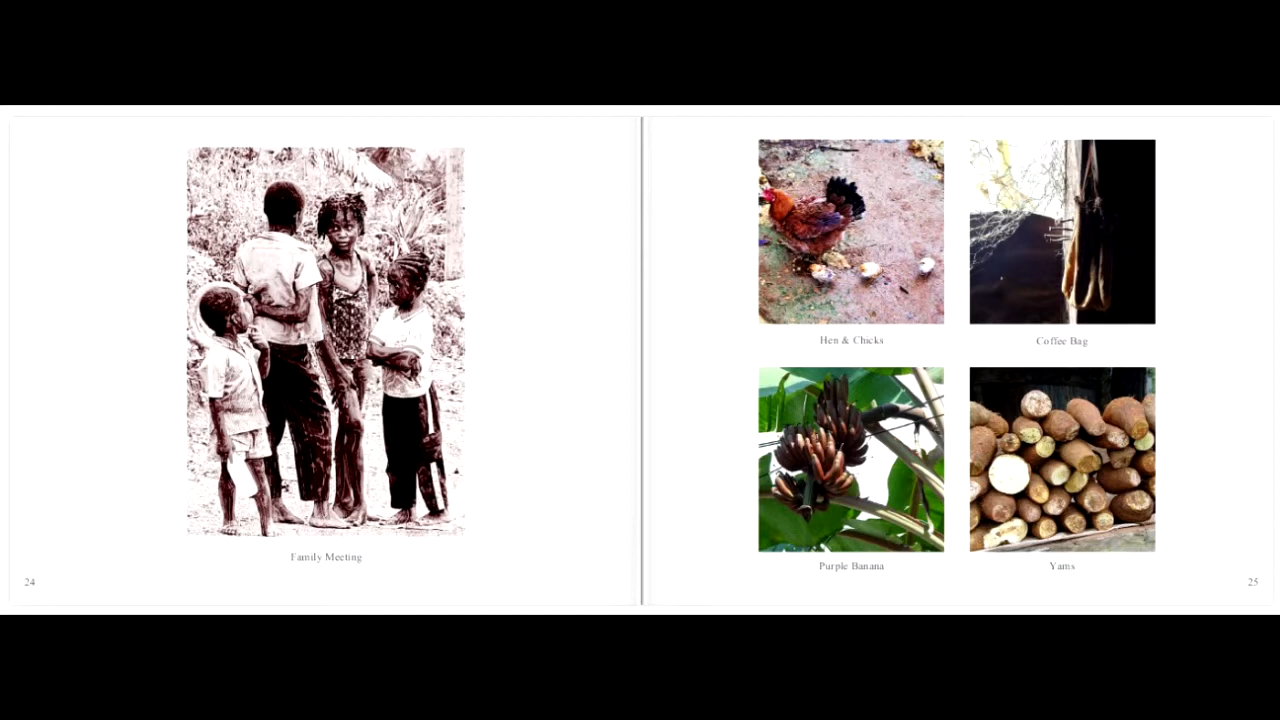 Family Meeting
24
Hen & Chicks
Coffee Bag
Purple Banana
Yams
25